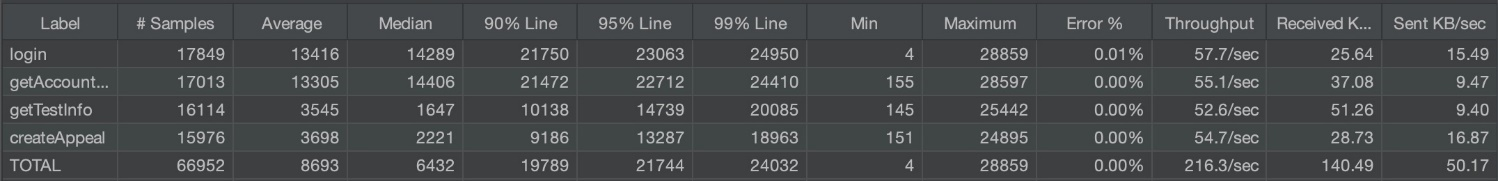 Label # Samples Average Median 90% Line 95% Line 99% Line Min Maximum Error % Throughput Received K... Sent KB/sec
login 17849 13416 14289 21750 23063 24950 4 28859 0.01% 57.7/sec 25.64 15.49
getAccount... 17013 13305 14406 21472 22712 24410 155 28597 0.00% 55.1/sec 37.08 9.47
getTestInfo 16114 3545 1647 10138 14739 20085 145 25442 0.00% 52.6/sec 51.26 9.40
createAppeal 15976 3698 2221 9186 13287 18963 151 24895 0.00% 54.7/sec 28.73 16.87
TOTAL 66952 8693 6432 19789 21744 24032 4 28859 0.00% 216.3/sec 140.49 50.17